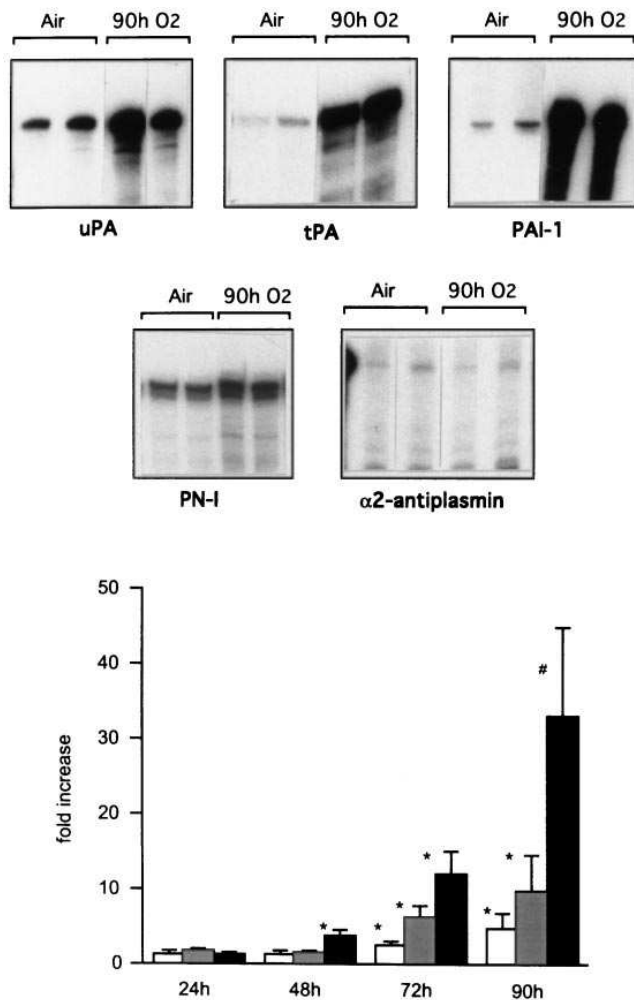 Air 90h O2 Air 90h O2 Air 90h O2
uPA tPA PAI-1
Air 90h O2 Air 90h O2
PN-I α2-antiplasmin
50
40
30
20
10
0
fold increase
* * * * * * #
24h 48h 72h 90h